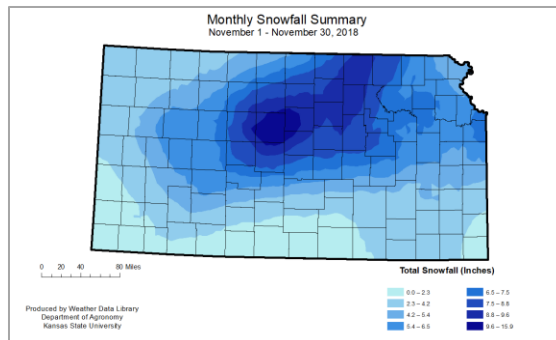 Monthly Snowfall Summary
November 1 - November 30, 2018
0 20 40 80 Miles
Produced by Weather Data Library
Department of Agronomy
Kansas State University
Total Snowfall (Inches)
0.0 - 2.3
2.3 - 4.2
4.2 - 5.4
5.4 - 6.5
6.5 - 7.5
7.5 - 8.8
8.8 - 9.6
9.6 - 15.9